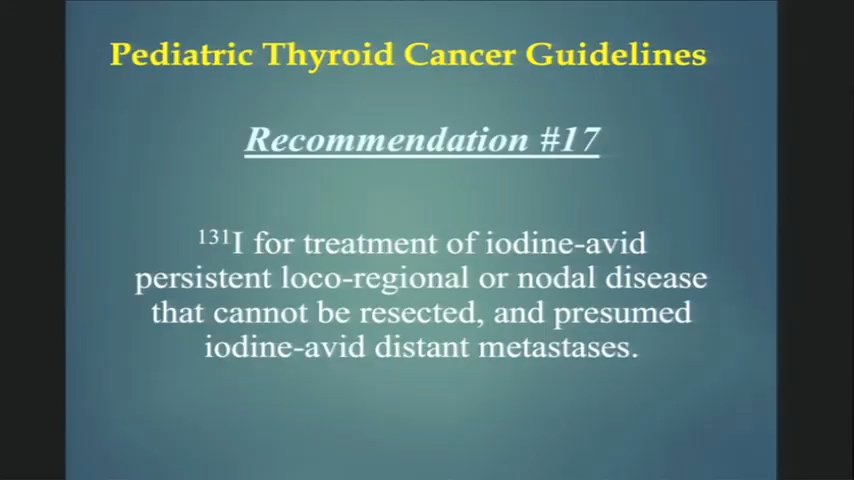 Pediatric Thyroid Cancer Guidelines
Recommendation #17
¹³¹I for treatment of iodine-avid
persistent loco-regional or nodal disease
that cannot be resected, and presumed
iodine-avid distant metastases.